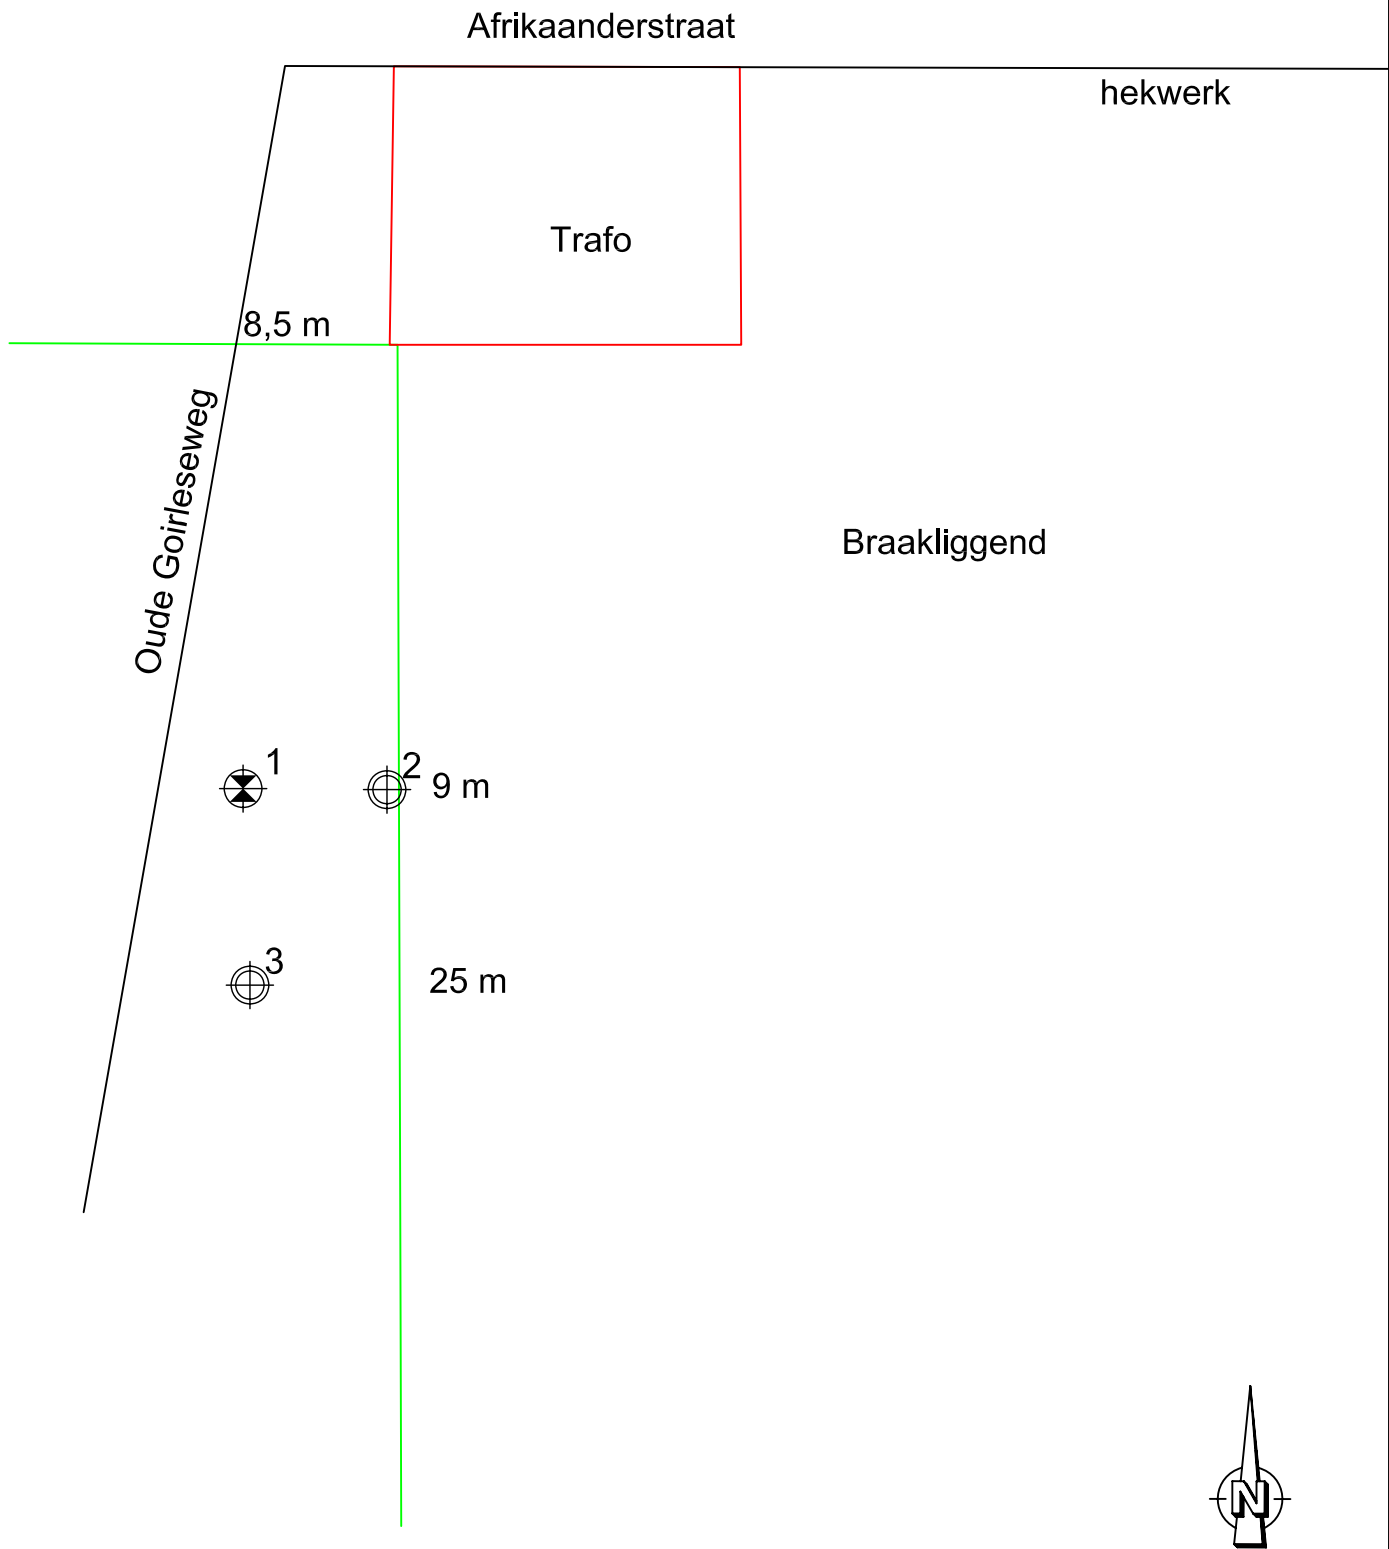 Afrikaanderstraat
hekwerk
Trafo
8,5 m
Oude Goirleseweg
Braakliggend
1
2
9 m
3
25 m
N